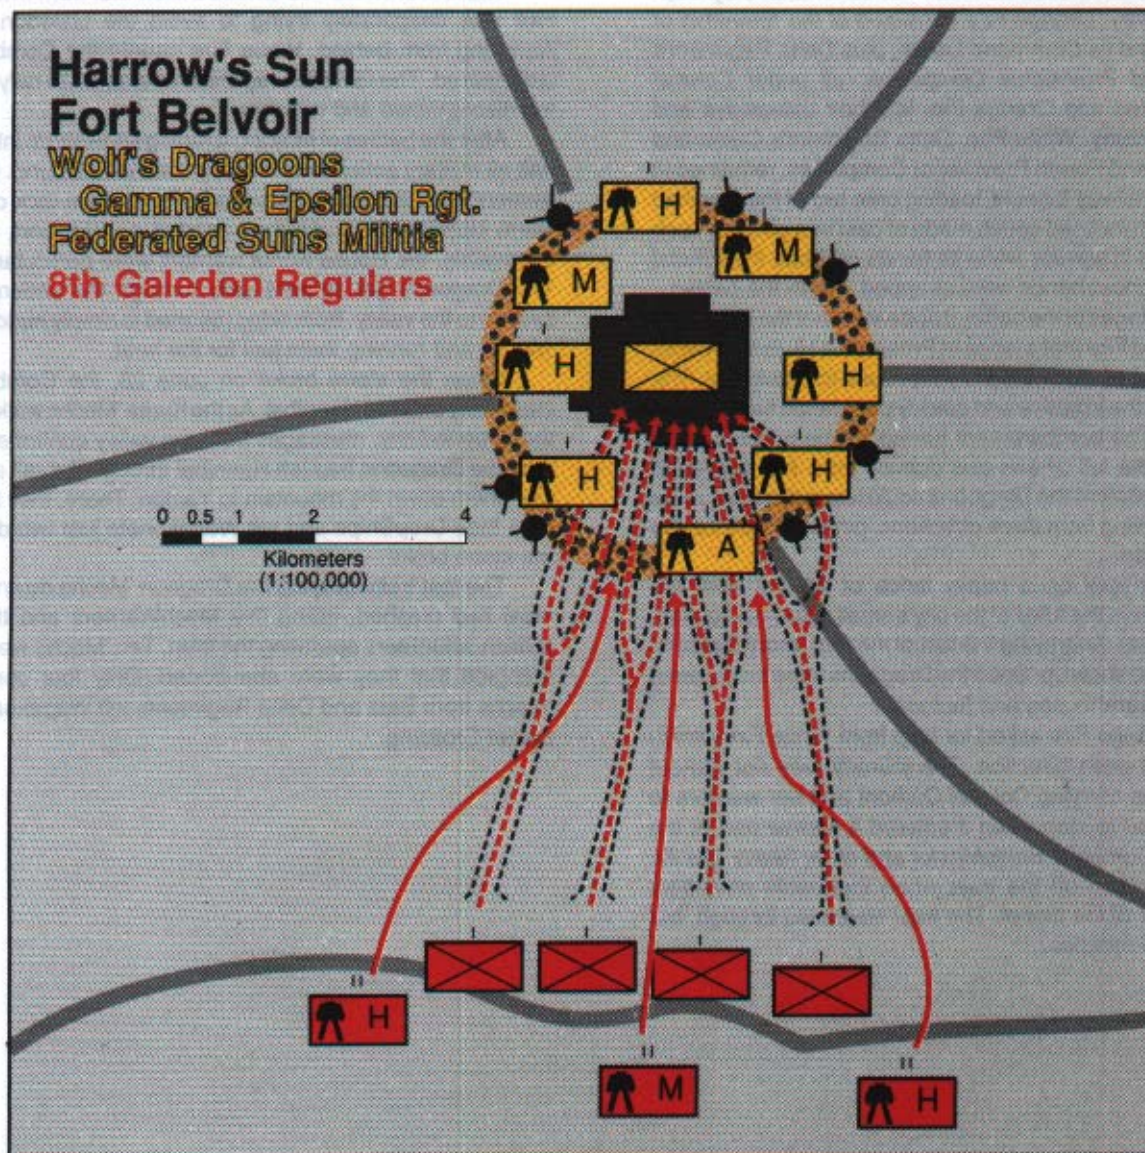 Harrow's Sun
Fort Belvoir
Wolf's Dragoons
Gamma & Epsilon Rgt.
Federated Suns Militia
8th Galedon Regulars
H
M
M
H
H
H
H
A
0 0.5 1 2 4
Kilometers
(1:100,000)
H
M
H